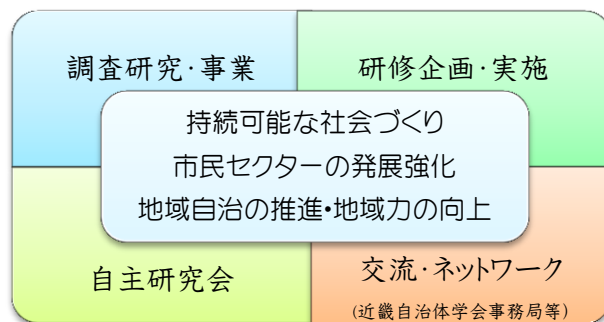 調査研究・事業
研修企画・実施
持続可能な社会づくり
市民セクターの発展強化
地域自治の推進・地域力の向上
自主研究会
交流・ネットワーク
(近畿自治体学会事務局等)